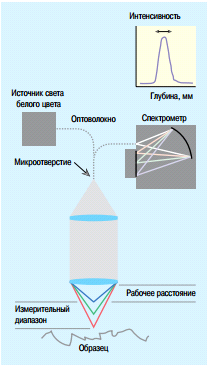 Интенсивность
Глубина, мм
Источник света
белого цвета
Оптоволокно
Спектрометр
Микроотверстие
Рабочее расстояние
Измерительный
диапазон
Образец